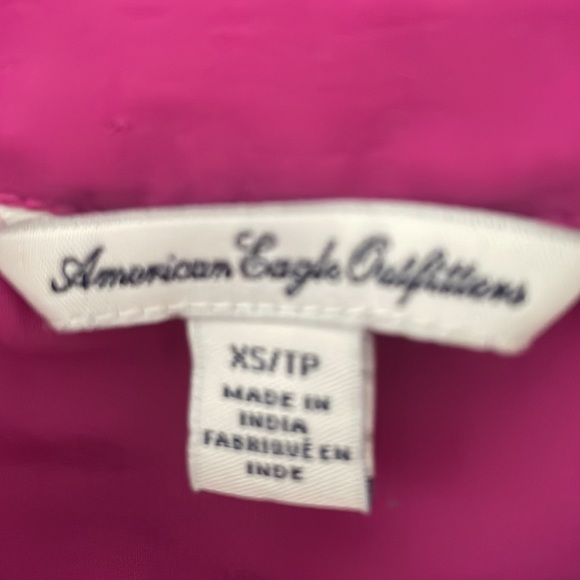 American Eagle Outfitters
XS/TP
MADE IN
INDIA
FABRIQUÉ EN
INDE